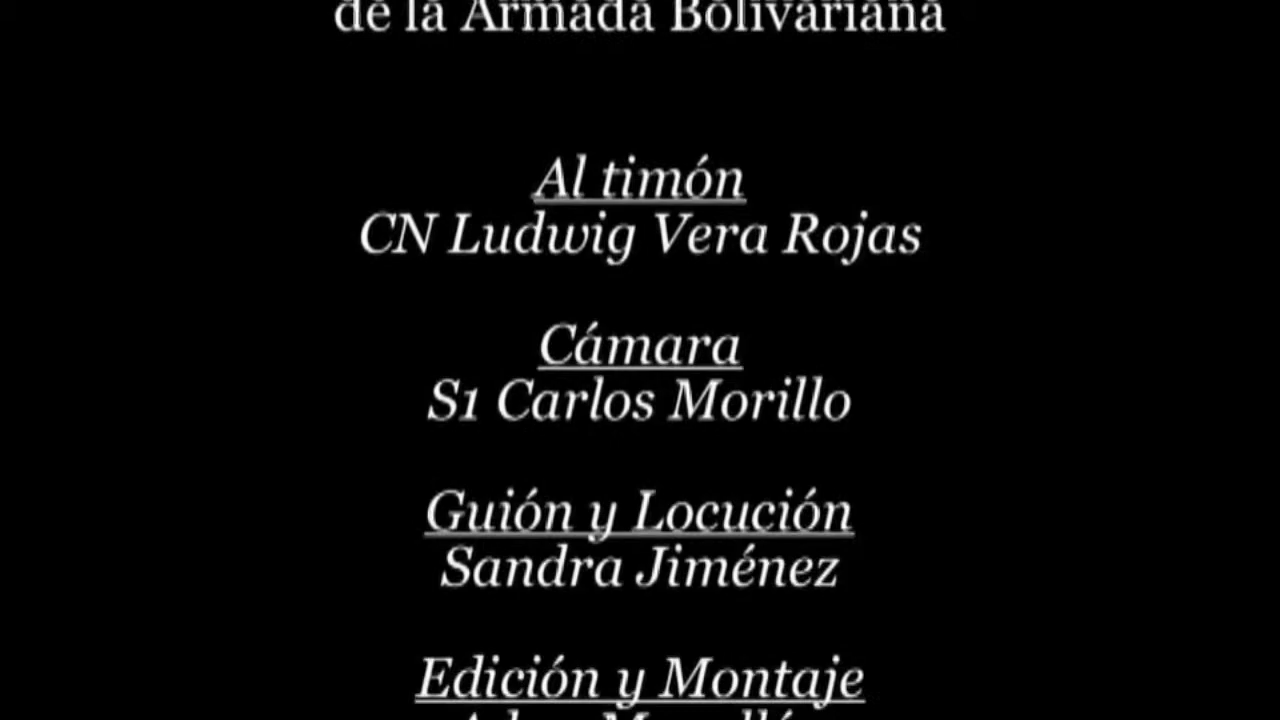 de la Armada Bolivariana
Al timón
CN Ludwig Vera Rojas
Cámara
S1 Carlos Morillo
Guión y Locución
Sandra Jiménez
Edición y Montaje